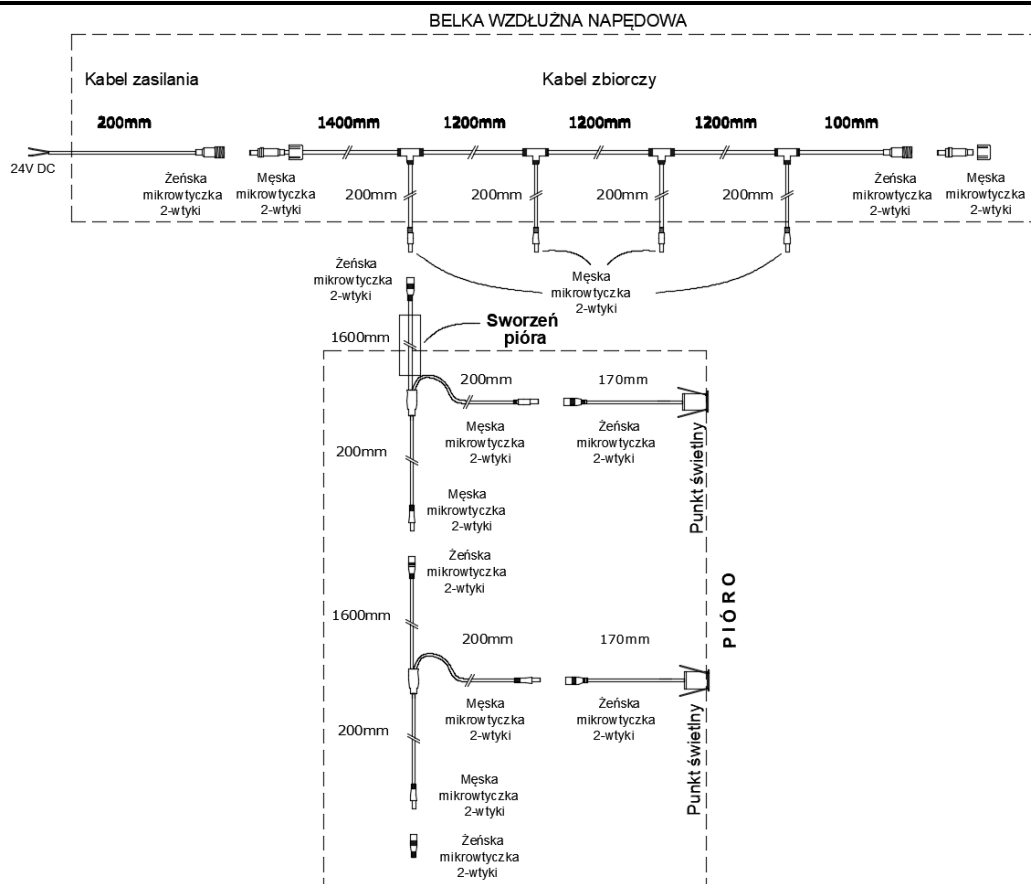 BELKA WZDŁUŻNA NAPĘDOWA
Kabel zasilania
Kabel zbiorczy
200mm
1400mm
1200mm
1200mm
1200mm
100mm
24V DC
Żeńska
mikrowtyczka
2-wtyki
Męska
mikrowtyczka
2-wtyki
200mm
200mm
200mm
200mm
Żeńska
mikrowtyczka
2-wtyki
Męska
mikrowtyczka
2-wtyki
Żeńska
mikrowtyczka
2-wtyki
Męska
mikrowtyczka
2-wtyki
Sworzeń
pióra
1600mm
200mm
170mm
Męska
mikrowtyczka
2-wtyki
Żeńska
mikrowtyczka
2-wtyki
Punkt świetlny
200mm
Męska
mikrowtyczka
2-wtyki
Żeńska
mikrowtyczka
2-wtyki
PIÓRO
1600mm
200mm
170mm
Męska
mikrowtyczka
2-wtyki
Żeńska
mikrowtyczka
2-wtyki
Punkt świetlny
200mm
Męska
mikrowtyczka
2-wtyki
Żeńska
mikrowtyczka
2-wtyki